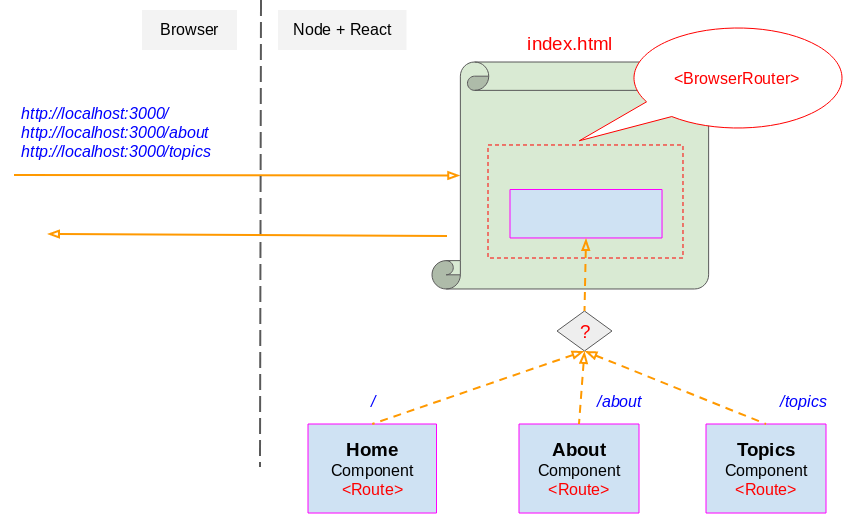 Browser
Node + React
index.html
<BrowserRouter>
http://localhost:3000/
http://localhost:3000/about
http://localhost:3000/topics
?
/
/about
/topics
Home
Component
<Route>
About
Component
<Route>
Topics
Component
<Route>